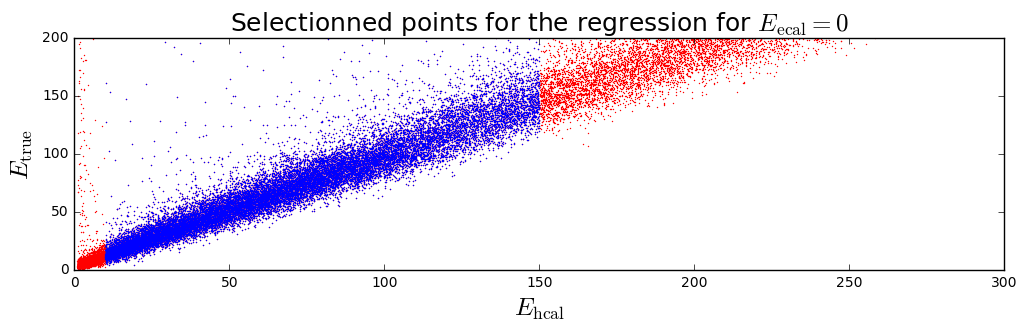 Selectionned points for the regression for E_ecal = 0
200
150
100
50
0
E_true
0 50 100 150 200 250 300
E_hcal